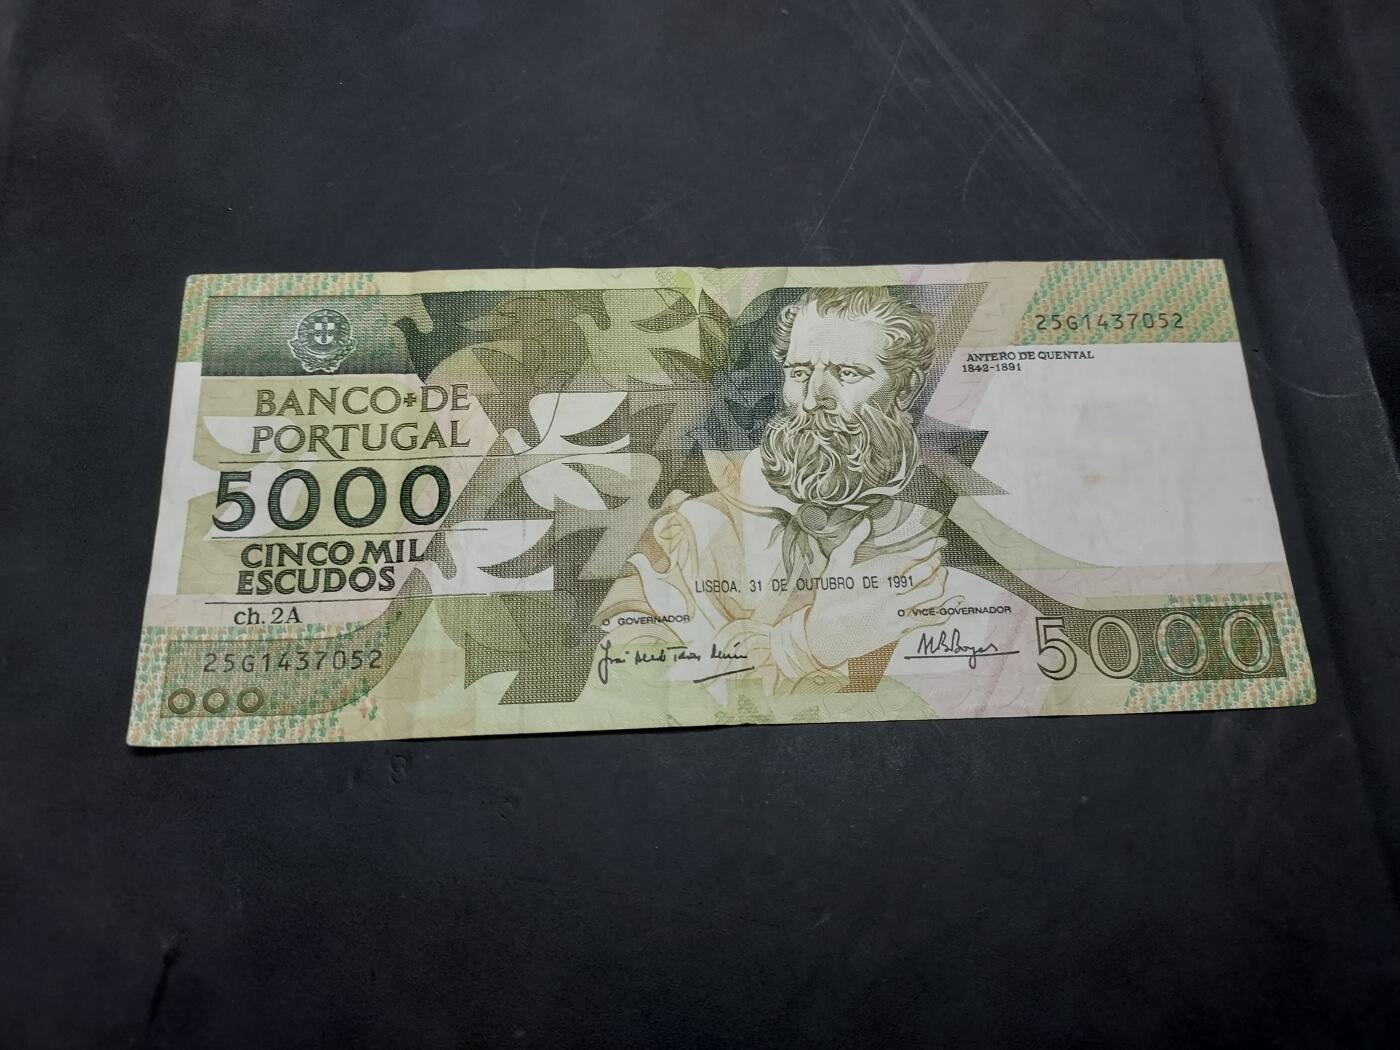 25G1437052
ANTERO DE QUENTAL
1842-1891
BANCO DE
PORTUGAL
5000
CINCO MIL
ESCUDOS
ch. 2A
LISBOA, 31 DE OUTUBRO DE 1991
O GOVERNADOR
O VICE-GOVERNADOR
25G1437052
000
5000